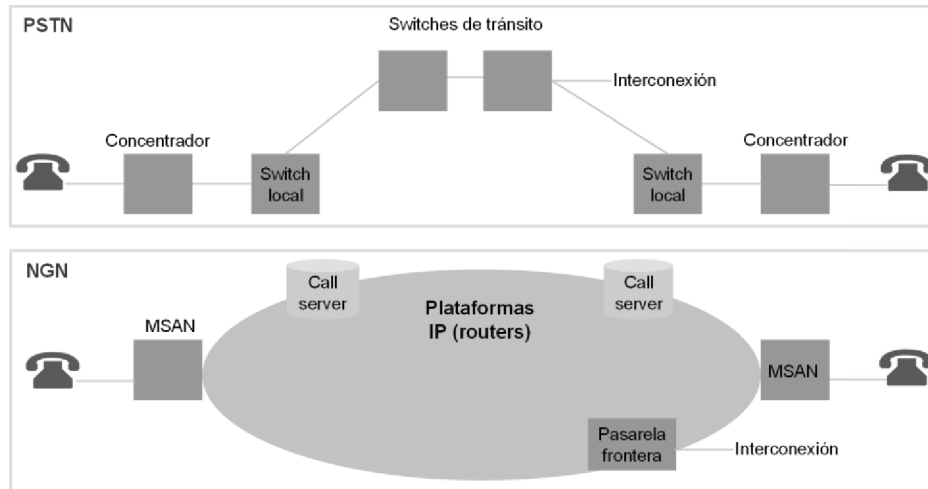 PSTN
Switches de tránsito
Interconexión
Concentrador
Concentrador
Switch
local
Switch
local
NGN
Call
server
Call
server
Plataformas
IP (routers)
MSAN
MSAN
Pasarela
frontera
Interconexión